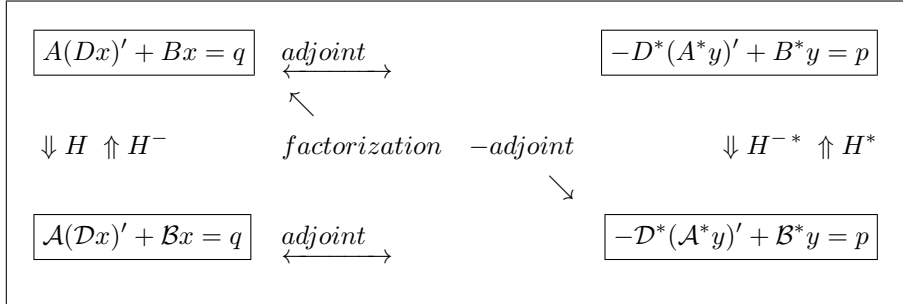 A(Dx)′ + Bx = q adjoint ←→ −D*(A*y)′ + B*y = p
↖
⇓ H ⇑ H⁻ factorization −adjoint ⇓ H⁻* ⇑ H*
↘
𝒜(𝒟x)′ + ℬx = q adjoint ←→ −𝒟*(𝒜*y)′ + ℬ*y = p